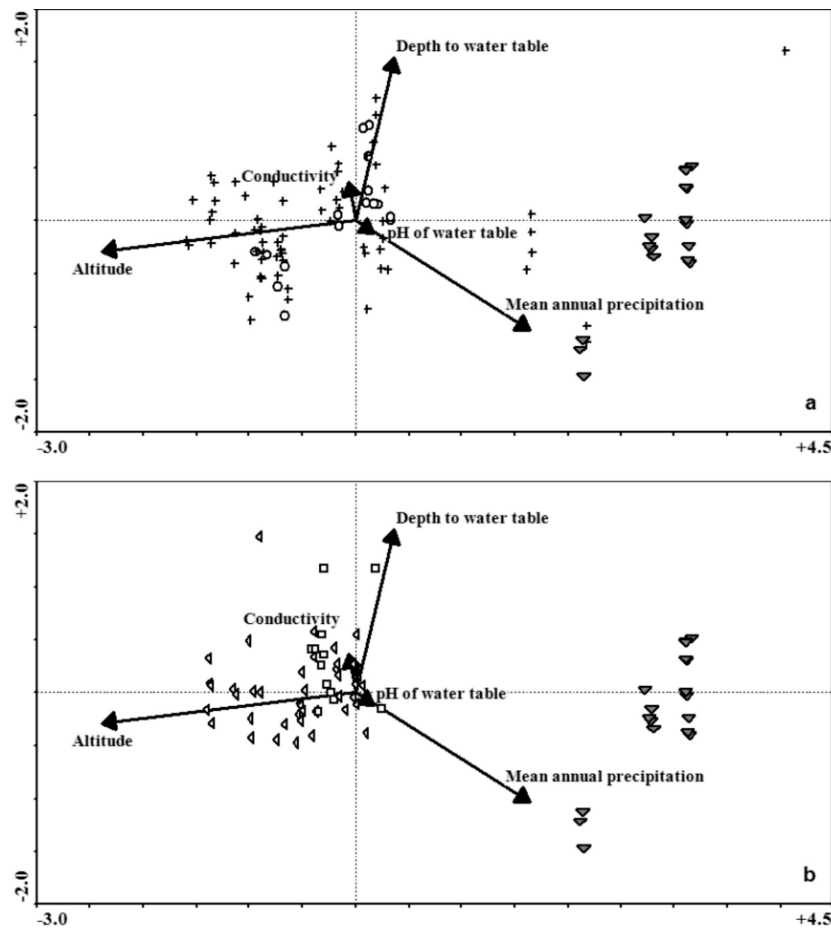 +2.0
Depth to water table
Conductivity
pH of water table
Altitude
Mean annual precipitation
-2.0
a
-3.0
+4.5
+2.0
Depth to water table
Conductivity
pH of water table
Altitude
Mean annual precipitation
-2.0
b
-3.0
+4.5